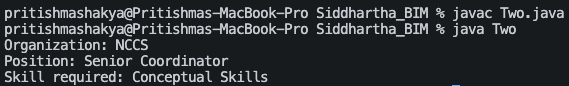 pritishmashakya@Pritishmas-MacBook-Pro Siddhartha_BIM % javac Two.java
pritishmashakya@Pritishmas-MacBook-Pro Siddhartha_BIM % java Two
Organization: NCCS
Position: Senior Coordinator
Skill required: Conceptual Skills